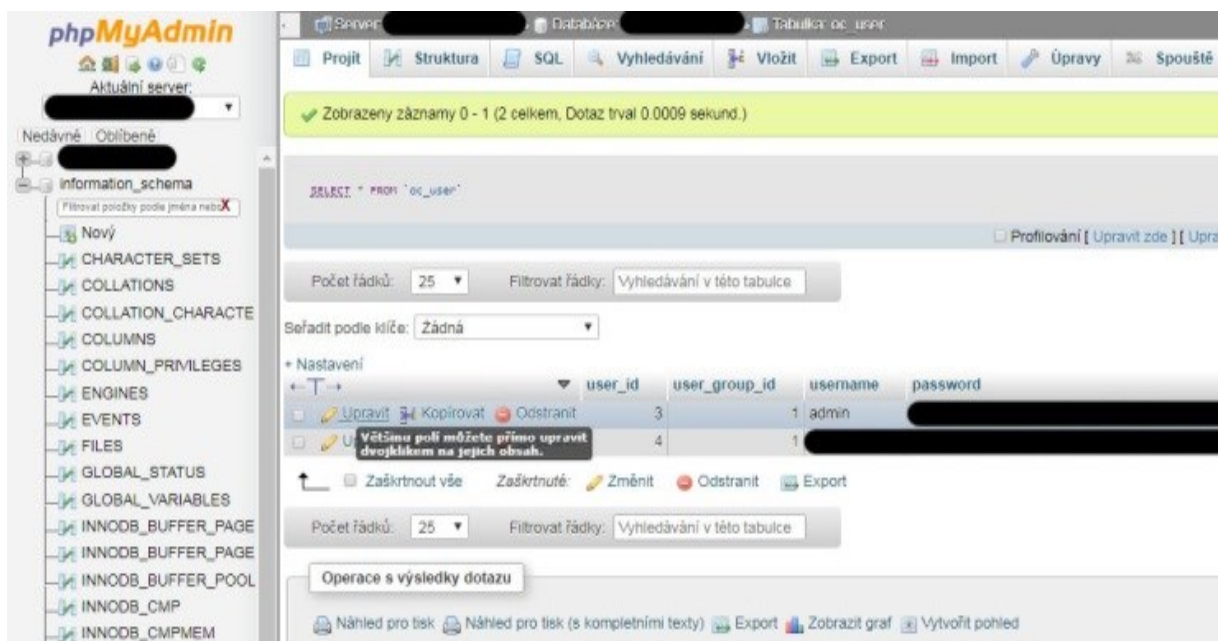 phpMyAdmin
Aktuální server:
Nedávné Oblíbené
information_schema
Filtrovat položky podle jména nebo X
Nový
CHARACTER_SETS
COLLATIONS
COLLATION_CHARACTE
COLUMNS
COLUMN_PRIVILEGES
ENGINES
EVENTS
FILES
GLOBAL_STATUS
GLOBAL_VARIABLES
INNODB_BUFFER_PAGE
INNODB_BUFFER_PAGE
INNODB_BUFFER_POOL
INNODB_CMP
INNODB_CMPMEM
Server: Databáze: Tabulka: oc_user
Projít Struktura SQL Vyhledávání Vložit Export Import Úpravy Spouště
Zobrazeny záznamy 0 - 1 (2 celkem, Dotaz trval 0.0009 sekund.)
SELECT * FROM `oc_user`
Profilování [ Upravit zde ] [ Upra
Počet řádků: 25 Filtrovat řádky: Vyhledávání v této tabulce
Seřadit podle klíče: Žádná
+ Nastavení
←T→ user_id user_group_id username password
Upravit Kopírovat Odstranit 3 1 admin
U 4 1
Většinu polí můžete přímo upravit
dvojklikem na jejich obsah.
Zaškrtnout vše Zaškrtnuté: Změnit Odstranit Export
Počet řádků: 25 Filtrovat řádky: Vyhledávání v této tabulce
Operace s výsledky dotazu
Náhled pro tisk Náhled pro tisk (s kompletními texty) Export Zobrazit graf Vytvořit pohled